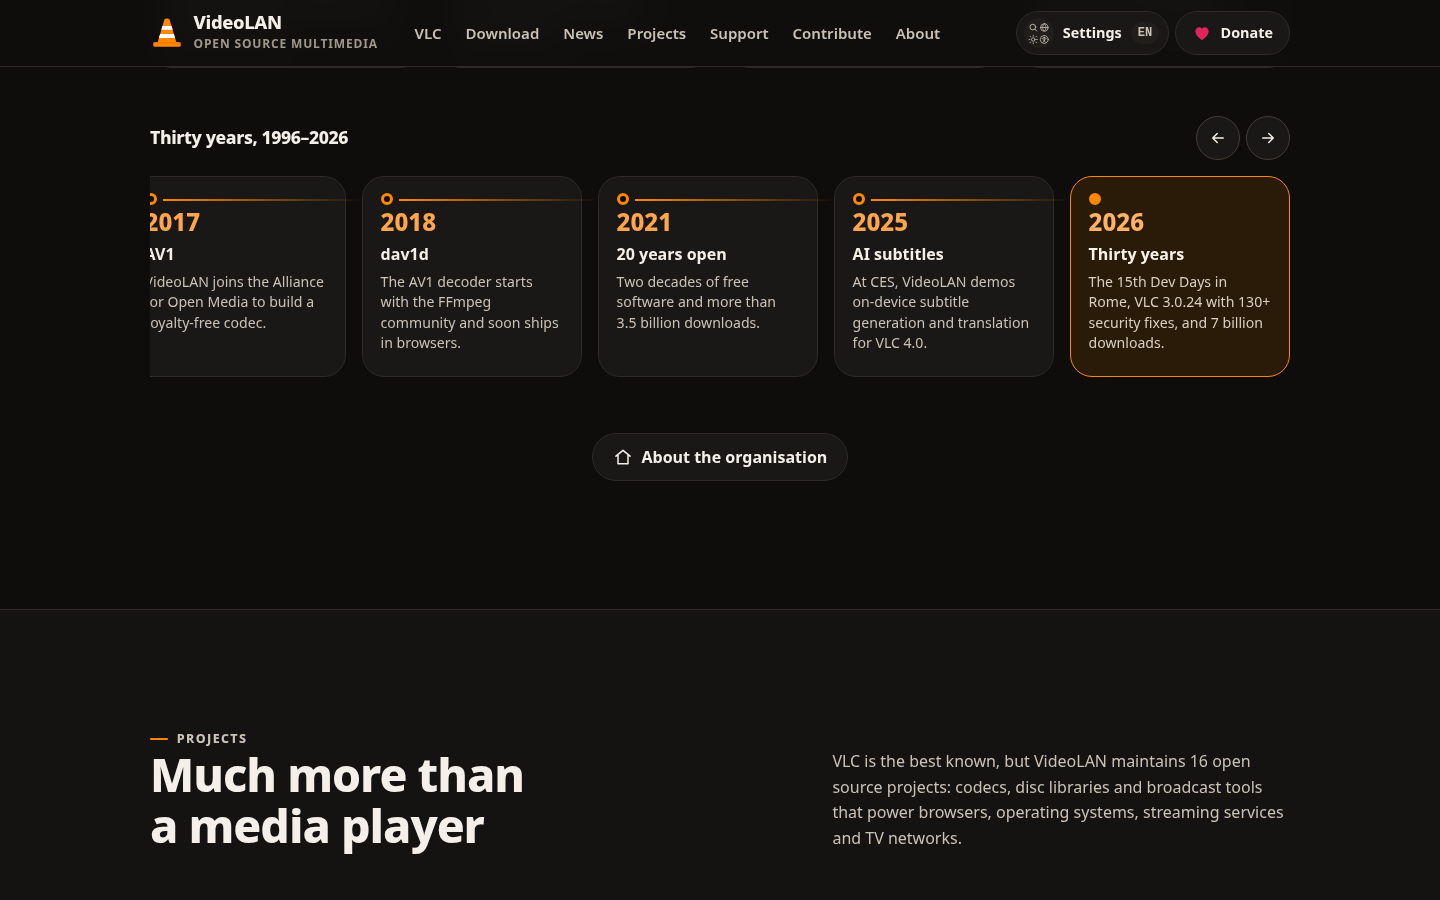 VideoLAN
OPEN SOURCE MULTIMEDIA
VLC
Download
News
Projects
Support
Contribute
About
Settings
EN
Donate
Thirty years, 1996–2026
2017
AV1
VideoLAN joins the Alliance
or Open Media to build a
oyalty-free codec.
2018
dav1d
The AV1 decoder starts
with the FFmpeg
community and soon ships
in browsers.
2021
20 years open
Two decades of free
software and more than
3.5 billion downloads.
2025
AI subtitles
At CES, VideoLAN demos
on-device subtitle
generation and translation
for VLC 4.0.
2026
Thirty years
The 15th Dev Days in
Rome, VLC 3.0.24 with 130+
security fixes, and 7 billion
downloads.
About the organisation
PROJECTS
Much more than
a media player
VLC is the best known, but VideoLAN maintains 16 open
source projects: codecs, disc libraries and broadcast tools
that power browsers, operating systems, streaming services
and TV networks.